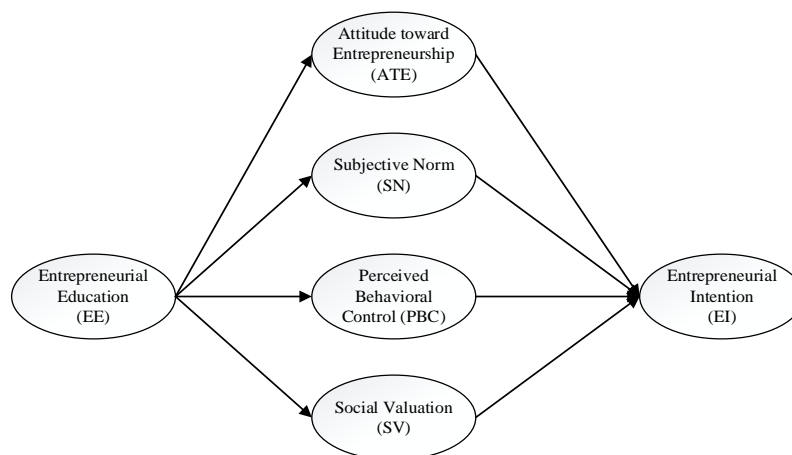 Attitude toward
Entrepreneurship
(ATE)
Subjective Norm
(SN)
Entrepreneurial
Education
(EE)
Perceived
Behavioral
Control (PBC)
Entrepreneurial
Intention
(EI)
Social Valuation
(SV)